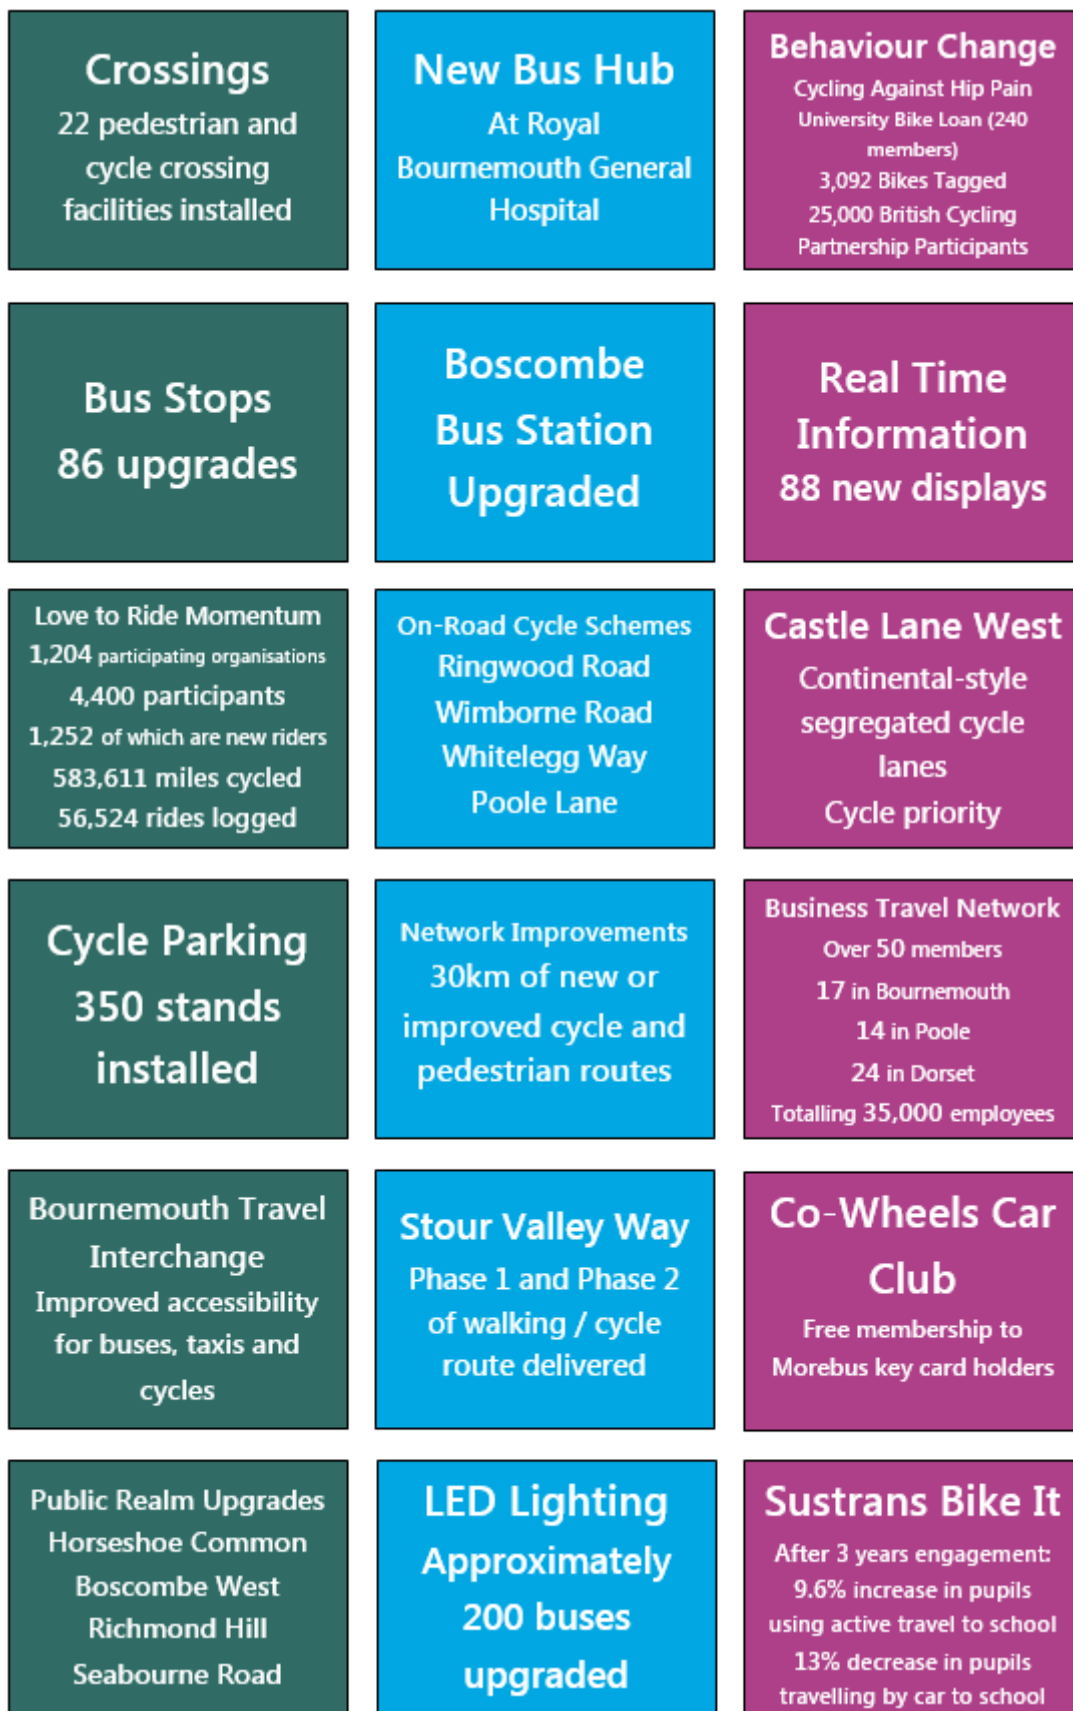 Crossings
22 pedestrian and
cycle crossing
facilities installed
New Bus Hub
At Royal
Bournemouth General
Hospital
Behaviour Change
Cycling Against Hip Pain
University Bike Loan (240
members)
3,092 Bikes Tagged
25,000 British Cycling
Partnership Participants
Bus Stops
86 upgrades
Boscombe
Bus Station
Upgraded
Real Time
Information
88 new displays
Love to Ride Momentum
1,204 participating organisations
4,400 participants
1,252 of which are new riders
583,611 miles cycled
56,524 rides logged
On-Road Cycle Schemes
Ringwood Road
Wimborne Road
Whitelegg Way
Poole Lane
Castle Lane West
Continental-style
segregated cycle
lanes
Cycle priority
Cycle Parking
350 stands
installed
Network Improvements
30km of new or
improved cycle and
pedestrian routes
Business Travel Network
Over 50 members
17 in Bournemouth
14 in Poole
24 in Dorset
Totalling 35,000 employees
Bournemouth Travel
Interchange
Improved accessibility
for buses, taxis and
cycles
Stour Valley Way
Phase 1 and Phase 2
of walking / cycle
route delivered
Co-Wheels Car
Club
Free membership to
Morebus key card holders
Public Realm Upgrades
Horseshoe Common
Boscombe West
Richmond Hill
Seabourne Road
LED Lighting
Approximately
200 buses
upgraded
Sustrans Bike It
After 3 years engagement:
9.6% increase in pupils
using active travel to school
13% decrease in pupils
travelling by car to school